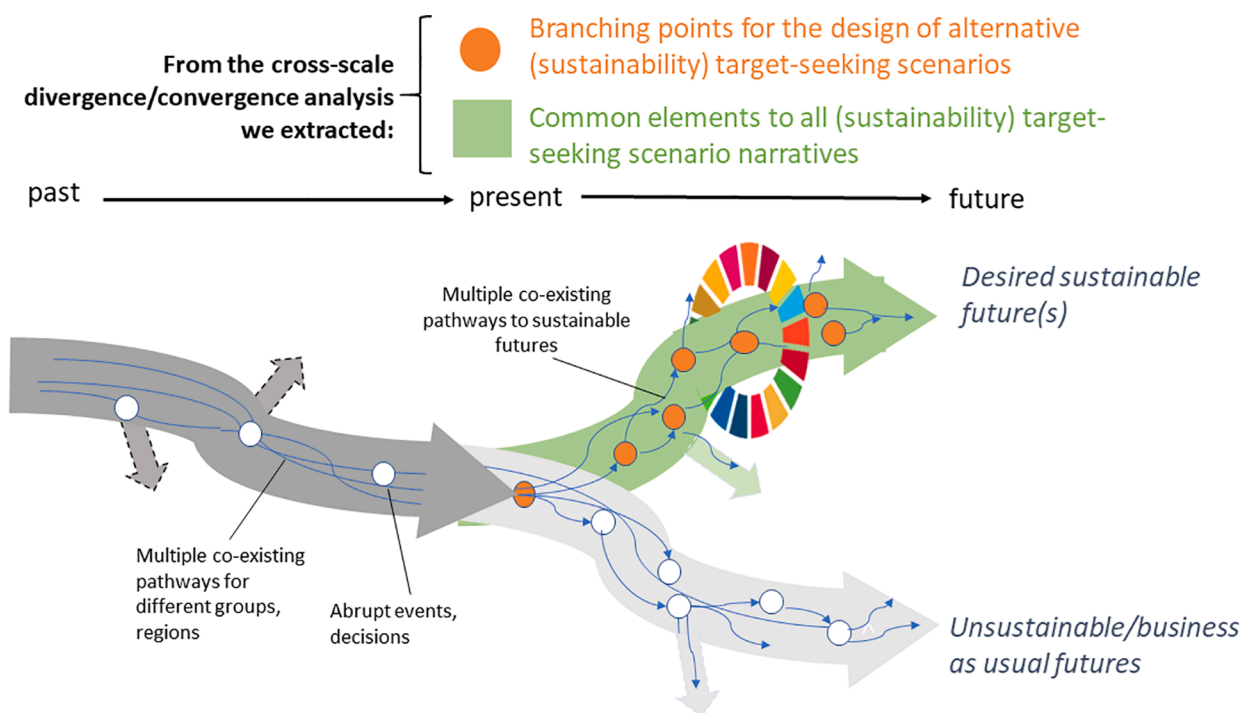 From the cross-scale
divergence/convergence analysis
we extracted:
Branching points for the design of alternative
(sustainability) target-seeking scenarios
Common elements to all (sustainability) target-
seeking scenario narratives
past
present
future
Multiple co-existing
pathways to sustainable
futures
Desired sustainable
future(s)
Multiple co-existing
pathways for
different groups,
regions
Abrupt events,
decisions
Unsustainable/business
as usual futures